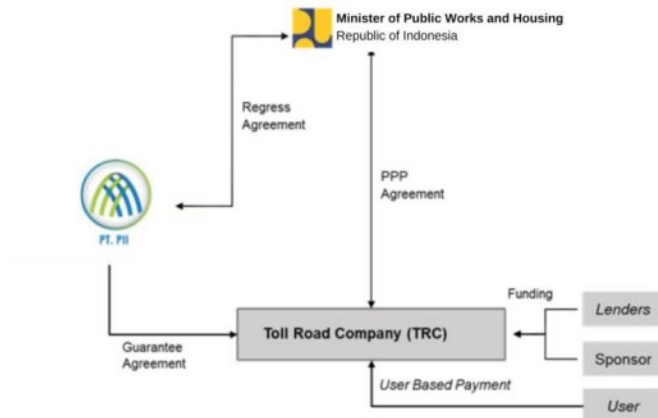 Minister of Public Works and Housing
Republic of Indonesia
Regress
Agreement
PPP
Agreement
PT. PII
Funding
Lenders
Toll Road Company (TRC)
Sponsor
Guarantee
Agreement
User Based Payment
User